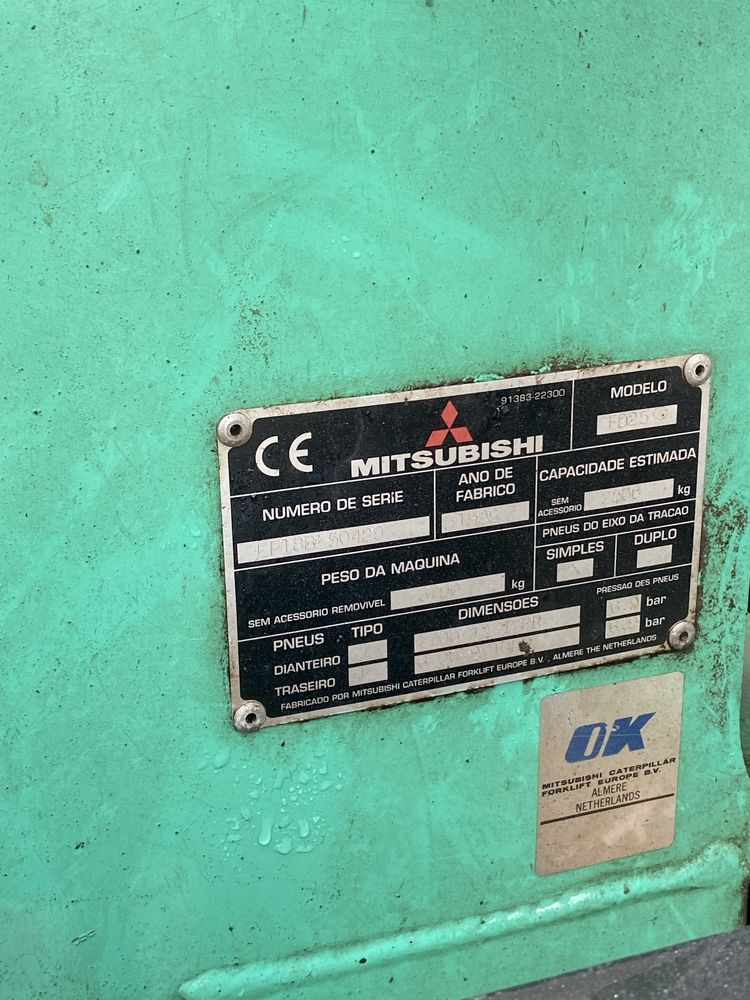 91383-22300
CE
MITSUBISHI
MODELO
NUMERO DE SERIE
ANO DE
FABRICO
CAPACIDADE ESTIMADA
SEM
ACESSORIO
2500
kg
PESO DA MAQUINA
SEM ACESSORIO REMOVIVEL
kg
PNEUS DO EIXO DA TRACAO
SIMPLES
DUPLO
PNEUS
TIPO
DIMENSOES
PRESSAO DES PNEUS
DIANTEIRO
bar
TRASEIRO
bar
FABRICADO POR MITSUBISHI CATERPILLAR FORKLIFT EUROPE B.V. ALMERE THE NETHERLANDS
OK
MITSUBISHI CATERPILLAR
FORKLIFT EUROPE B.V.
ALMERE
NETHERLANDS